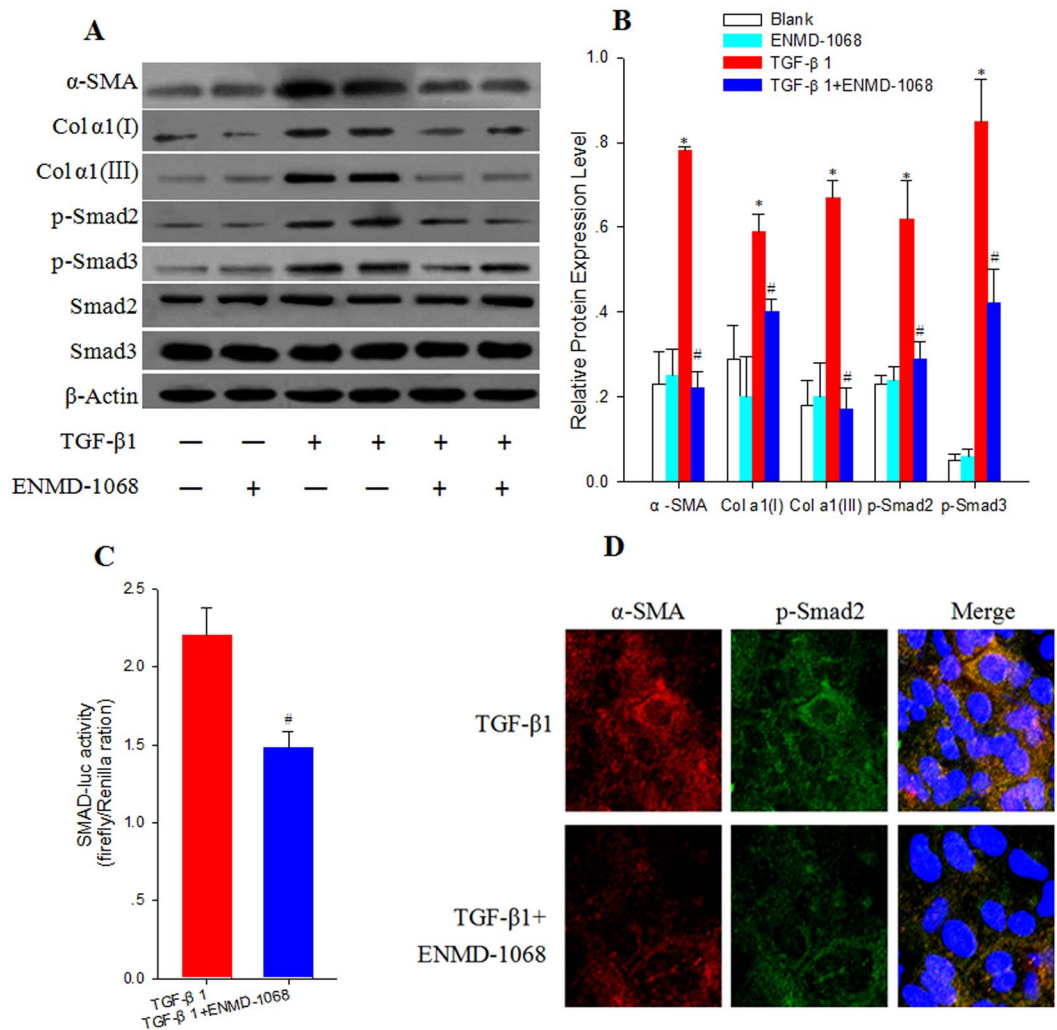 A
α-SMA
Col α1(I)
Col α1(III)
p-Smad2
p-Smad3
Smad2
Smad3
β-Actin
TGF-β1 — — + + + +
ENMD-1068 — + — — + +
B
Blank
ENMD-1068
TGF-β 1
TGF-β 1+ENMD-1068
Relative Protein Expression Level
1.0
.8
.6
.4
.2
0.0
* # * # * # * # * #
α -SMA Col a1(I) Col a1(III) p-Smad2 p-Smad3
C
SMAD-luc activity
(firefly/Renilla ration)
2.5
2.0
1.5
1.0
.5
0.0
#
TGF-β 1
TGF-β 1+ENMD-1068
D
α-SMA p-Smad2 Merge
TGF-β1
TGF-β1+
ENMD-1068